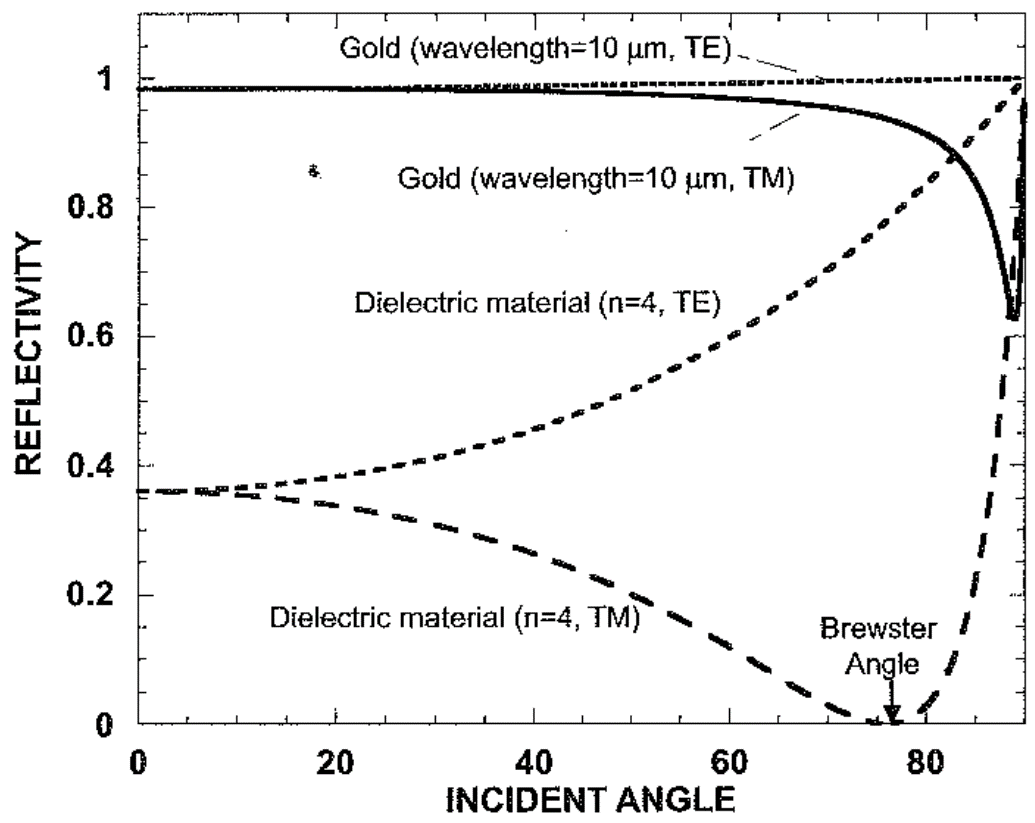 Gold (wavelength=10 µm, TE)
1
Gold (wavelength=10 µm, TM)
0.8
Dielectric material (n=4, TE)
0.6
REFLECTIVITY
0.4
0.2
Dielectric material (n=4, TM)
Brewster
Angle
0
0 20 40 60 80
INCIDENT ANGLE